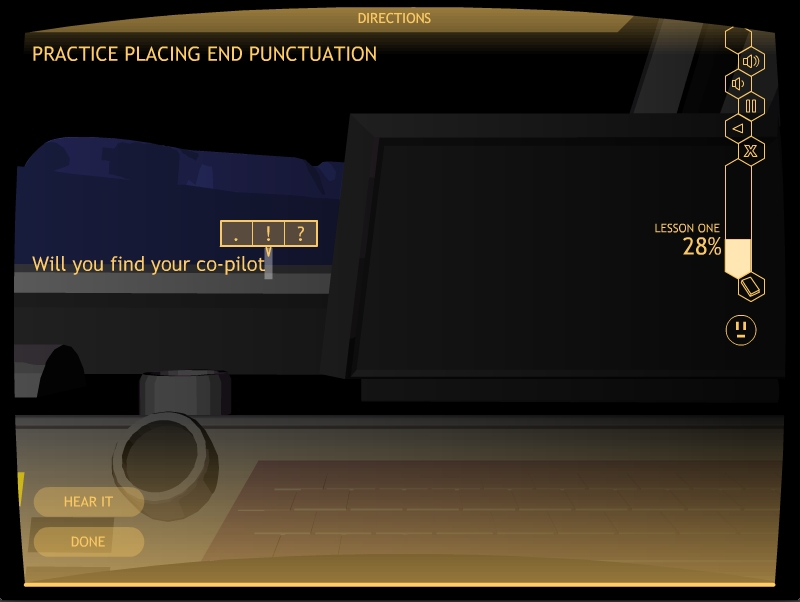 DIRECTIONS
PRACTICE PLACING END PUNCTUATION
. ! ?
Will you find your co-pilot
X
LESSON ONE
28%
HEAR IT
DONE